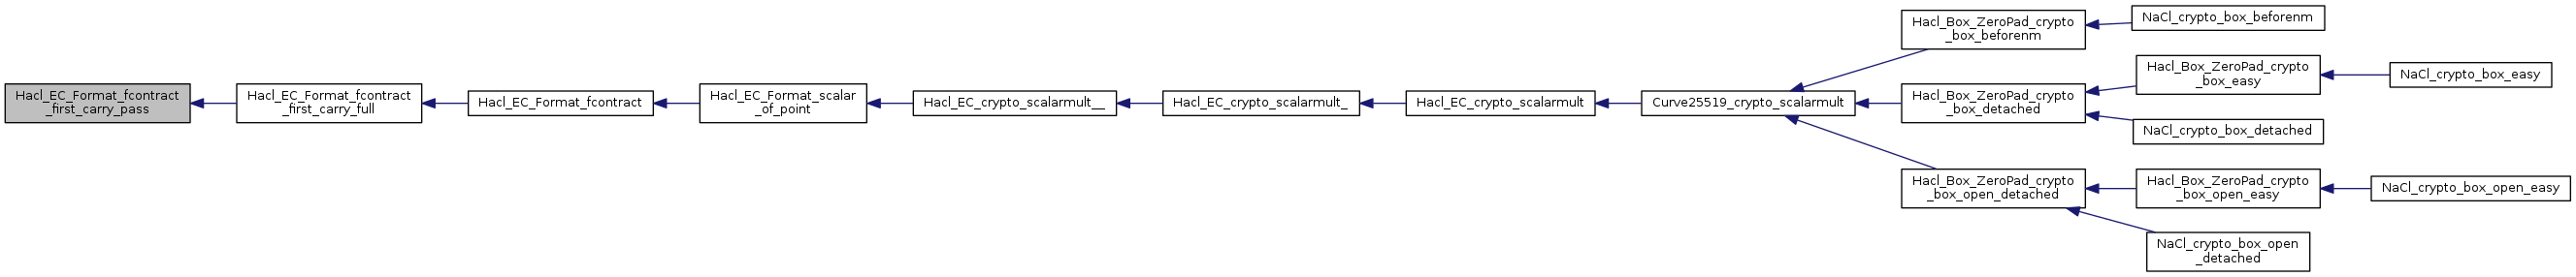 Hacl_EC_Format_fcontract
_first_carry_pass
Hacl_EC_Format_fcontract
_first_carry_full
Hacl_EC_Format_fcontract
Hacl_EC_Format_scalar
_of_point
Hacl_EC_crypto_scalarmult__
Hacl_EC_crypto_scalarmult_
Hacl_EC_crypto_scalarmult
Curve25519_crypto_scalarmult
Hacl_Box_ZeroPad_crypto
_box_beforenm
NaCl_crypto_box_beforenm
Hacl_Box_ZeroPad_crypto
_box_detached
Hacl_Box_ZeroPad_crypto
_box_easy
NaCl_crypto_box_easy
NaCl_crypto_box_detached
Hacl_Box_ZeroPad_crypto
_box_open_detached
Hacl_Box_ZeroPad_crypto
_box_open_easy
NaCl_crypto_box_open_easy
NaCl_crypto_box_open
_detached